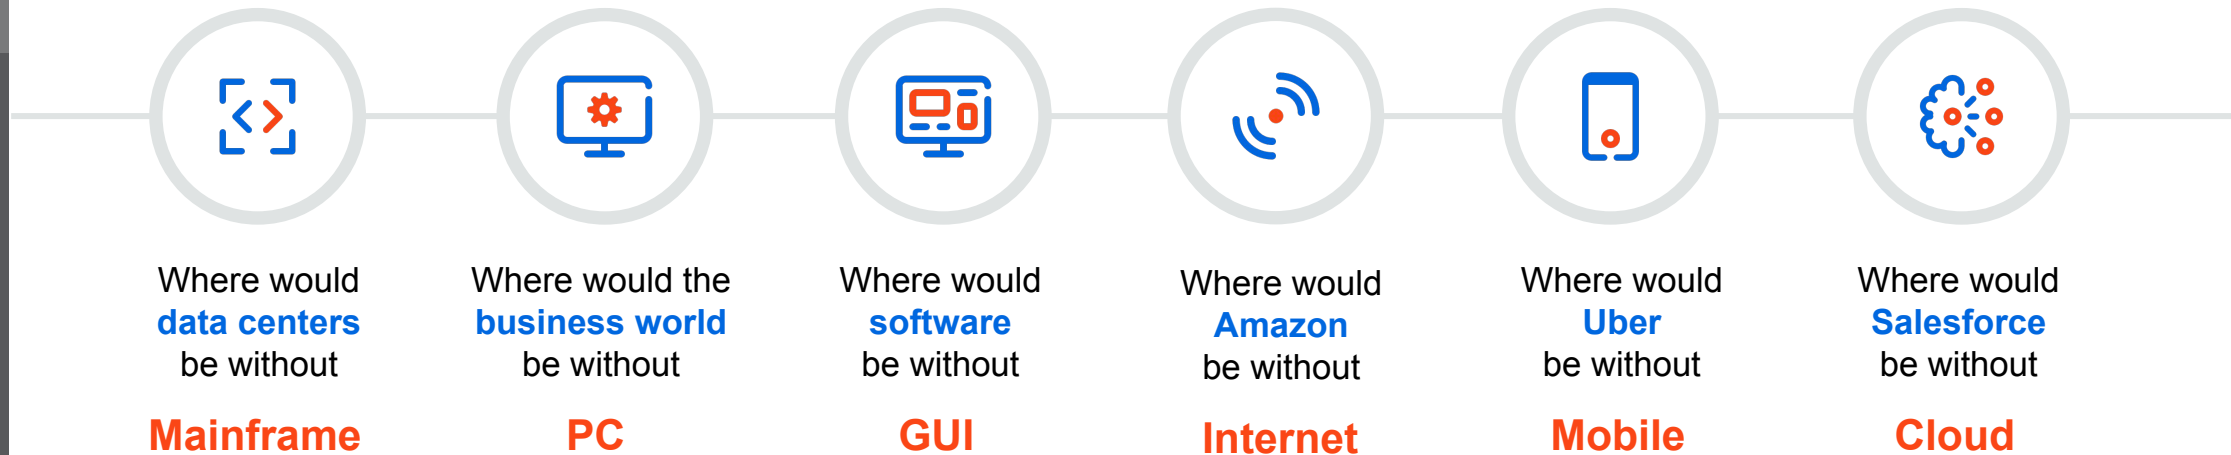 Where would
data centers
be without
Mainframe
Where would the
business world
be without
PC
Where would
software
be without
GUI
Where would
Amazon
be without
Internet
Where would
Uber
be without
Mobile
Where would
Salesforce
be without
Cloud